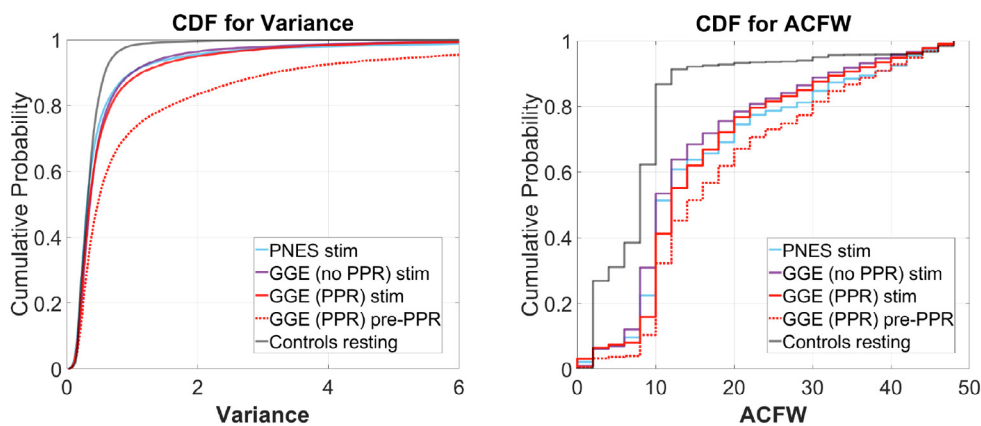 CDF for Variance
Cumulative Probability
1
0.8
0.6
0.4
0.2
0
0
2
4
6
Variance
PNES stim
GGE (no PPR) stim
GGE (PPR) stim
GGE (PPR) pre-PPR
Controls resting
CDF for ACFW
Cumulative Probability
1
0.8
0.6
0.4
0.2
0
0
10
20
30
40
50
ACFW
PNES stim
GGE (no PPR) stim
GGE (PPR) stim
GGE (PPR) pre-PPR
Controls resting